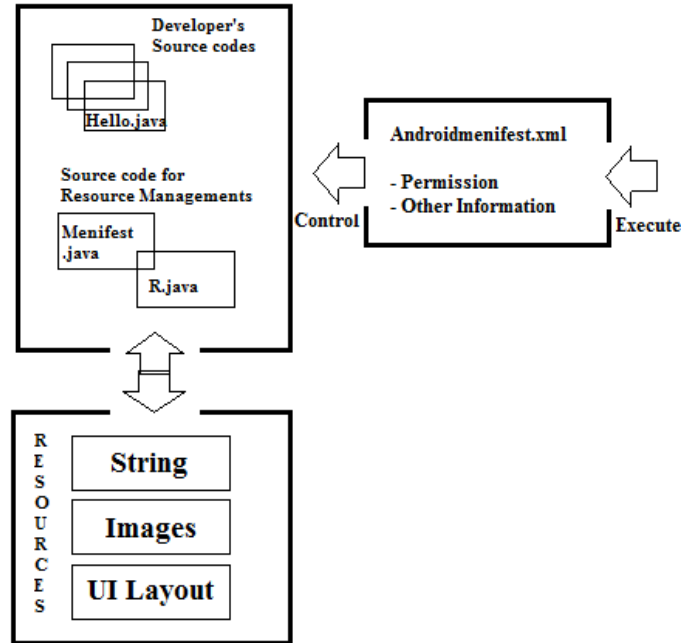 Developer's
Source codes
Hello.java
Source code for
Resource Managements
Menifest
.java
R.java
Androidmenifest.xml
- Permission
- Other Information
Control
Execute
RESOURCES
String
Images
UI Layout